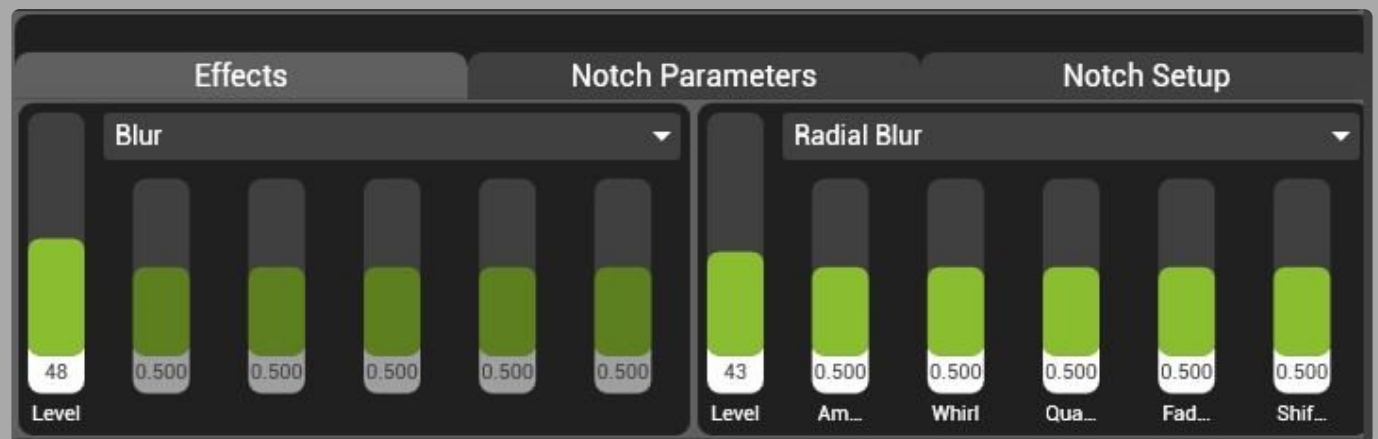 Effects Notch Parameters Notch Setup
Blur
48 0.500 0.500 0.500 0.500 0.500
Level
Radial Blur
43 0.500 0.500 0.500 0.500 0.500
Level Am... Whirl Qua... Fad... Shif...